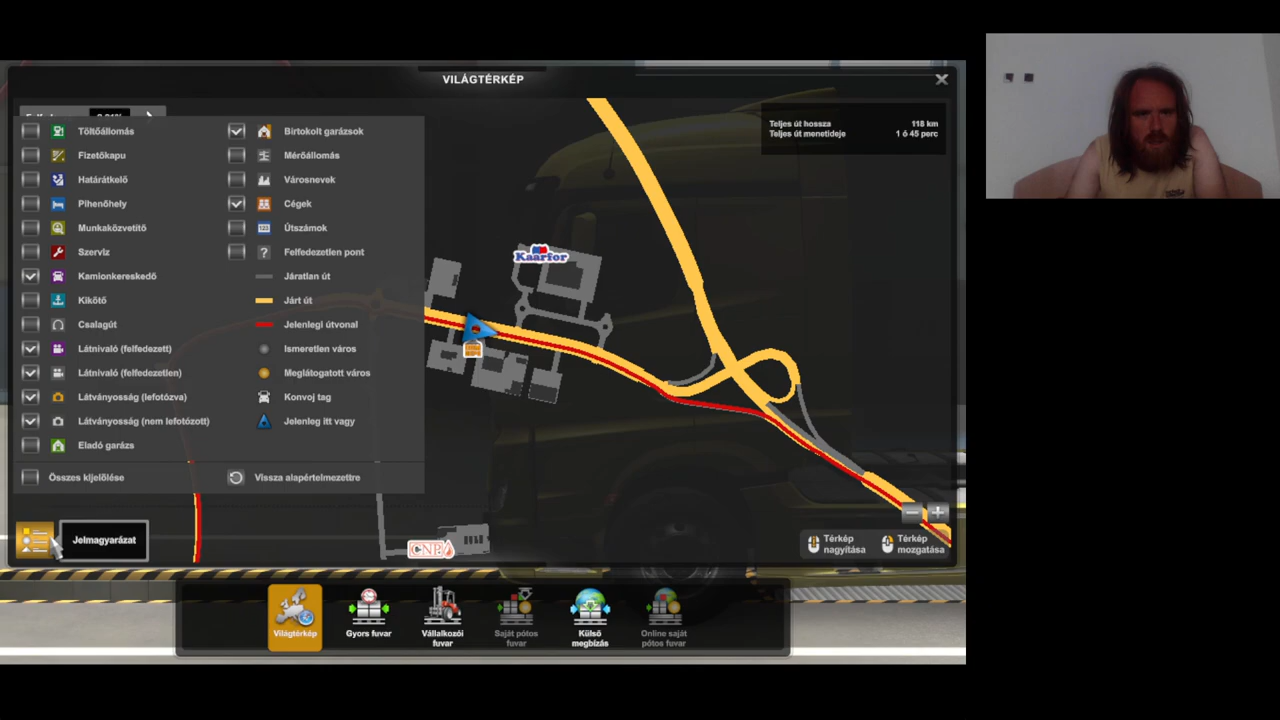 VILÁGTÉRKÉP
Teljes út hossza 118 km
Teljes út menetideje 1 ó 45 perc
Töltőállomás
Fizetőkapu
Határátkelő
Pihenőhely
Munkaközvetítő
Szerviz
Kamionkereskedő
Kikötő
Csalagút
Látnivaló (felfedezett)
Látnivaló (felfedezetlen)
Látványosság (lefotózva)
Látványosság (nem lefotózott)
Eladó garázs
Összes kijelölése
Birtokolt garázsok
Mérőállomás
Városnevek
Cégek
123
Útszámok
? Felfedezetlen pont
Járatlan út
Járt út
Jelenlegi útvonal
Ismeretlen város
Meglátogatott város
Konvoj tag
Jelenleg itt vagy
Vissza alapértelmezettre
Kaarfor
CNP
Jelmagyarázat
Térkép
nagyítása
Térkép
mozgatása
Világtérkép
Gyors fuvar
Vállalkozói
fuvar
Saját pótos
fuvar
Külső
megbízás
Online saját
pótos fuvar